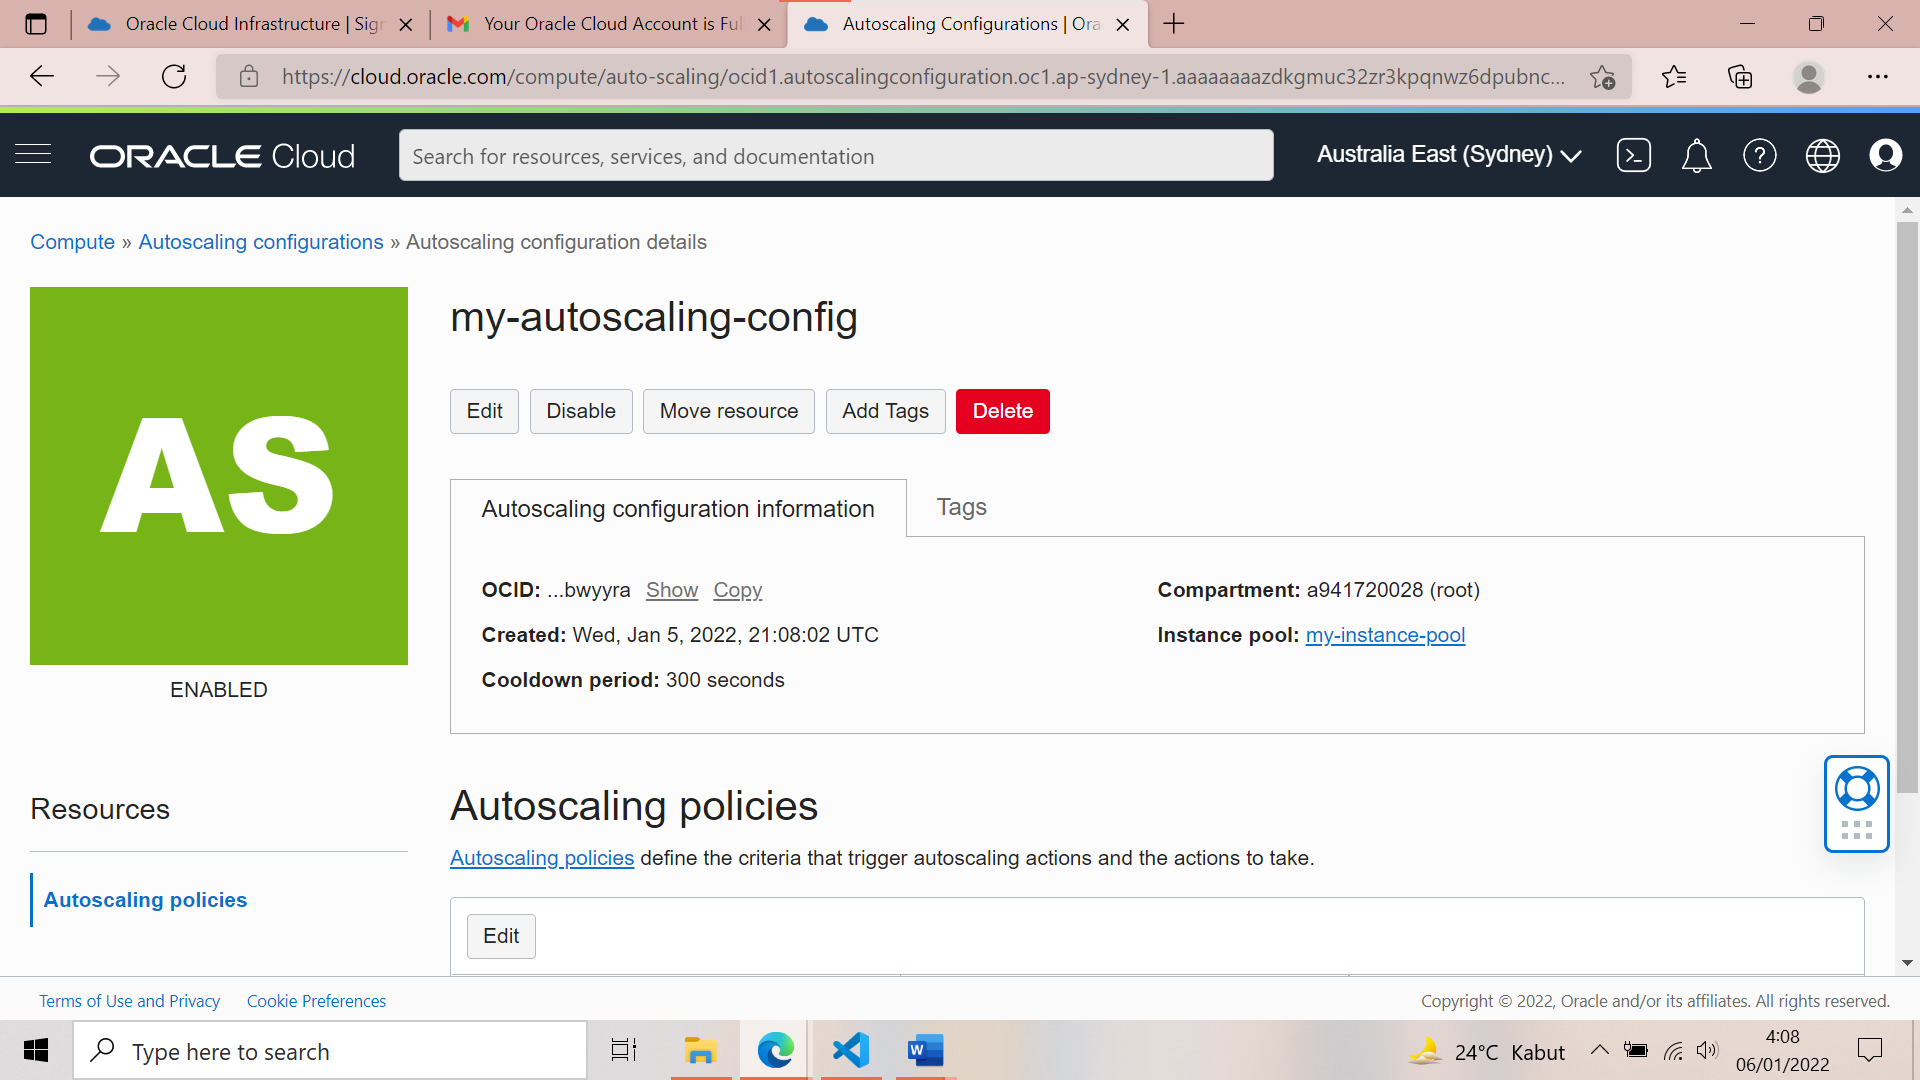 Oracle Cloud Infrastructure | Sign
Your Oracle Cloud Account is Ful
Autoscaling Configurations | Ora
https://cloud.oracle.com/compute/auto-scaling/ocid1.autoscalingconfiguration.oc1.ap-sydney-1.aaaaaaaazdkgmuc32zr3kpqnwz6dpubnc...
ORACLE Cloud
Search for resources, services, and documentation
Australia East (Sydney)
Compute » Autoscaling configurations » Autoscaling configuration details
AS
ENABLED
my-autoscaling-config
Edit
Disable
Move resource
Add Tags
Delete
Autoscaling configuration information
Tags
OCID: ...bwyyra Show Copy
Created: Wed, Jan 5, 2022, 21:08:02 UTC
Cooldown period: 300 seconds
Compartment: a941720028 (root)
Instance pool: my-instance-pool
Resources
Autoscaling policies
Autoscaling policies
Autoscaling policies define the criteria that trigger autoscaling actions and the actions to take.
Edit
Terms of Use and Privacy
Cookie Preferences
Copyright © 2022, Oracle and/or its affiliates. All rights reserved.
Type here to search
24°C Kabut
4:08
06/01/2022